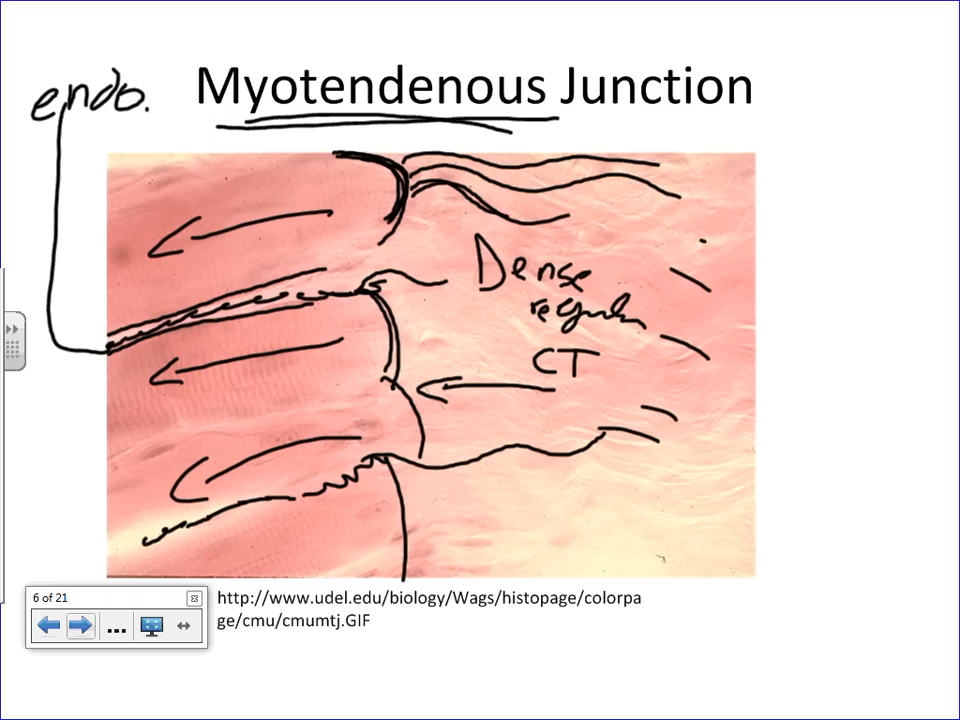 endo.
Myotendenous Junction
Dense
regular
CT
6 of 21
http://www.udel.edu/biology/Wags/histopage/colorpa
ge/cmu/cmumtj.GIF